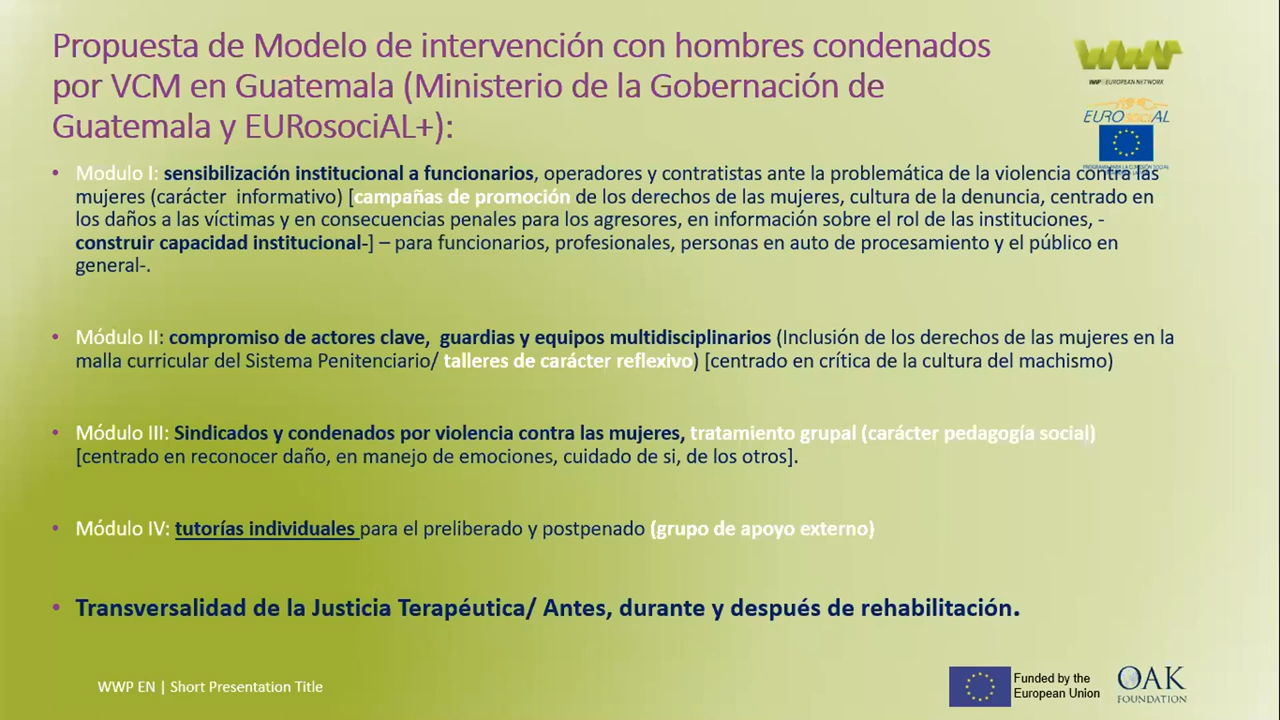 Propuesta de Modelo de intervención con hombres condenados
por VCM en Guatemala (Ministerio de la Gobernación de
Guatemala y EURosociAL+):
WWP
WWP EUROPEAN NETWORK
EUROsociAL
• Modulo I: sensibilización institucional a funcionarios, operadores y contratistas ante la problemática de la violencia contra las
mujeres (carácter informativo) [campañas de promoción de los derechos de las mujeres, cultura de la denuncia, centrado en
los daños a las víctimas y en consecuencias penales para los agresores, en información sobre el rol de las instituciones, -
construir capacidad institucional-] – para funcionarios, profesionales, personas en auto de procesamiento y el público en
general-.
• Módulo II: compromiso de actores clave, guardias y equipos multidisciplinarios (Inclusión de los derechos de las mujeres en la
malla curricular del Sistema Penitenciario/ talleres de carácter reflexivo) [centrado en crítica de la cultura del machismo)
• Módulo III: Sindicados y condenados por violencia contra las mujeres, tratamiento grupal (carácter pedagogía social)
[centrado en reconocer daño, en manejo de emociones, cuidado de si, de los otros].
• Módulo IV: tutorías individuales para el preliberado y postpenado (grupo de apoyo externo)
• Transversalidad de la Justicia Terapéutica/ Antes, durante y después de rehabilitación.
WWP EN | Short Presentation Title
Funded by the
European Union
OAK
FOUNDATION